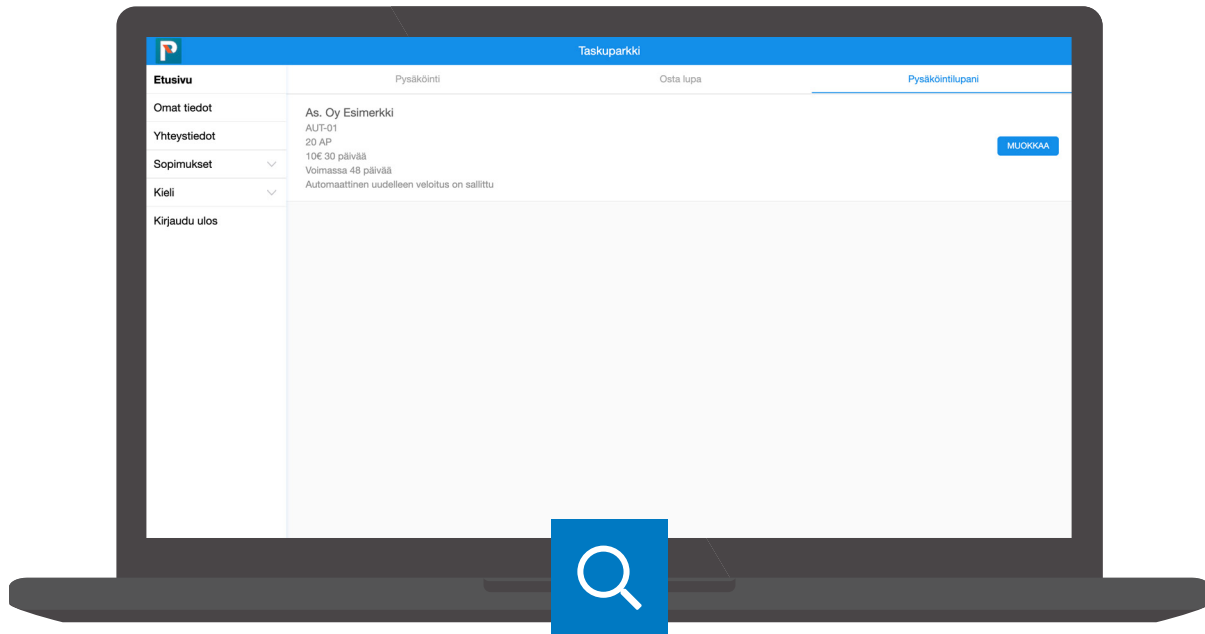 P
Taskuparkki
Etusivu
Omat tiedot
Yhteystiedot
Sopimukset
Kieli
Kirjaudu ulos
Pysäköinti
Osta lupa
Pysäköintilupani
As. Oy Esimerkki
AUT-01
20 AP
10€ 30 päivää
Voimassa 48 päivää
Automaattinen uudelleen veloitus on sallittu
MUOKKAA